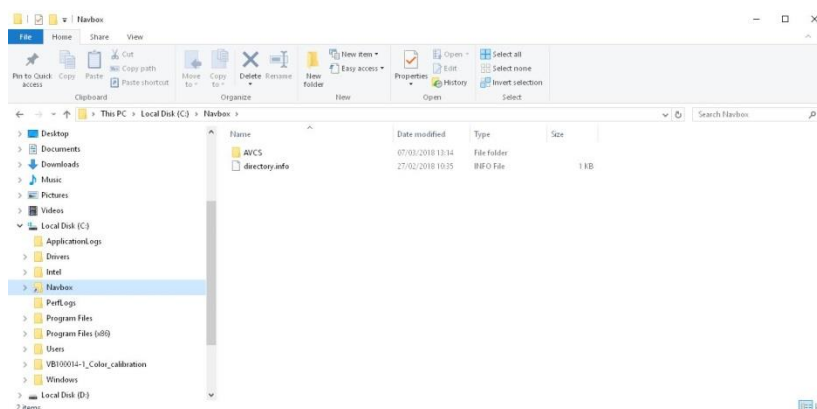 Navbox
File Home Share View
Pin to Quick access
Copy
Paste
Cut
Copy path
Paste shortcut
Clipboard
Move to
Copy to
Delete
Rename
Organize
New folder
New item
Easy access
New
Properties
Open
Edit
History
Open
Select all
Select none
Invert selection
Select
This PC > Local Disk (C:) > Navbox >
Search Navbox
Name Date modified Type Size
AVCS 07/03/2018 13:14 File folder
directory.info 27/02/2018 10:35 INFO File 1 KB
Desktop
Documents
Downloads
Music
Pictures
Videos
Local Disk (C:)
ApplicationLogs
Drivers
Intel
Navbox
PerfLogs
Program Files
Program Files (x86)
Users
VB100014-1_Color_calibration
Windows
Local Disk (D:)
2 items